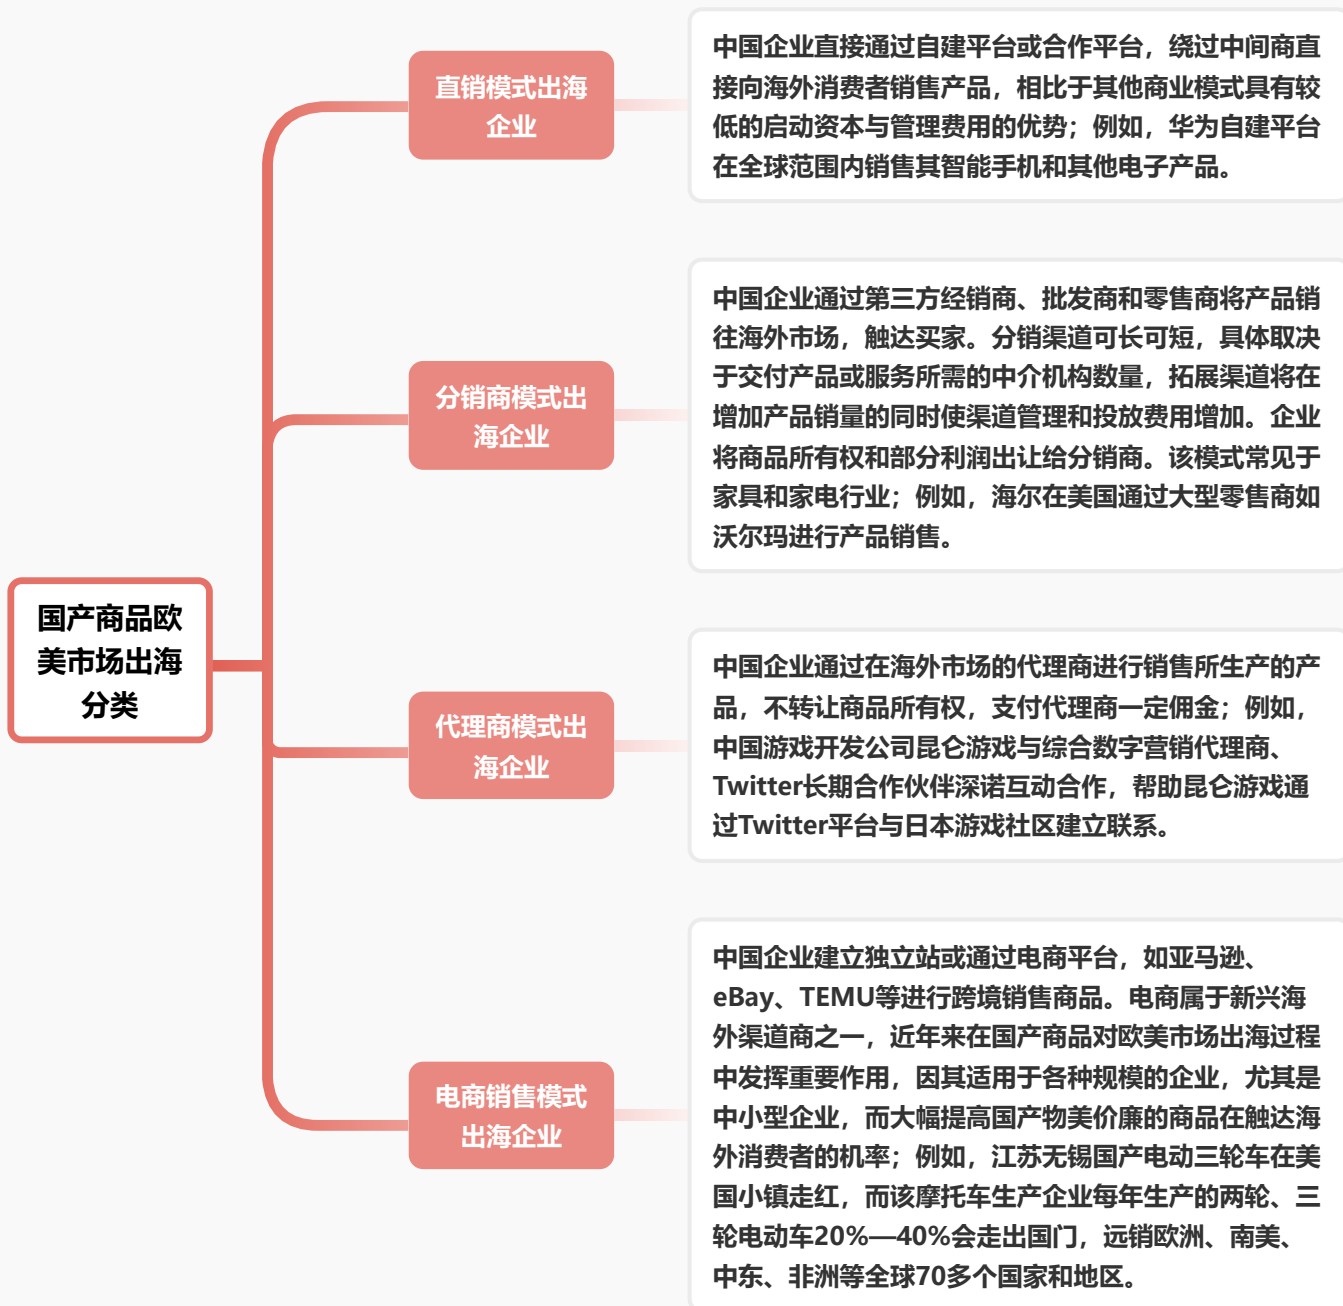 国产商品欧
美市场出海
分类
直销模式出海
企业
中国企业直接通过自建平台或合作平台，绕过中间商直
接向海外消费者销售产品，相比于其他商业模式具有较
低的启动资本与管理费用的优势；例如，华为自建平台
在全球范围内销售其智能手机和其他电子产品。
分销商模式出
海企业
中国企业通过第三方经销商、批发商和零售商将产品销
往海外市场，触达买家。分销渠道可长可短，具体取决
于交付产品或服务所需的中介机构数量，拓展渠道将在
增加产品销量的同时使渠道管理和投放费用增加。企业
将商品所有权和部分利润出让给分销商。该模式常见于
家具和家电行业；例如，海尔在美国通过大型零售商如
沃尔玛进行产品销售。
代理商模式出
海企业
中国企业通过在海外市场的代理商进行销售所生产的产
品，不转让商品所有权，支付代理商一定佣金；例如，
中国游戏开发公司昆仑游戏与综合数字营销代理商、
Twitter长期合作伙伴深诺互动合作，帮助昆仑游戏通
过Twitter平台与日本游戏社区建立联系。
电商销售模式
出海企业
中国企业建立独立站或通过电商平台，如亚马逊、
eBay、TEMU等进行跨境销售商品。电商属于新兴海
外渠道商之一，近年来在国产商品对欧美市场出海过程
中发挥重要作用，因其适用于各种规模的企业，尤其是
中小型企业，而大幅提高国产物美价廉的商品在触达海
外消费者的机率；例如，江苏无锡国产电动三轮车在美
国小镇走红，而该摩托车生产企业每年生产的两轮、三
轮电动车20%—40%会走出国门，远销欧洲、南美、
中东、非洲等全球70多个国家和地区。